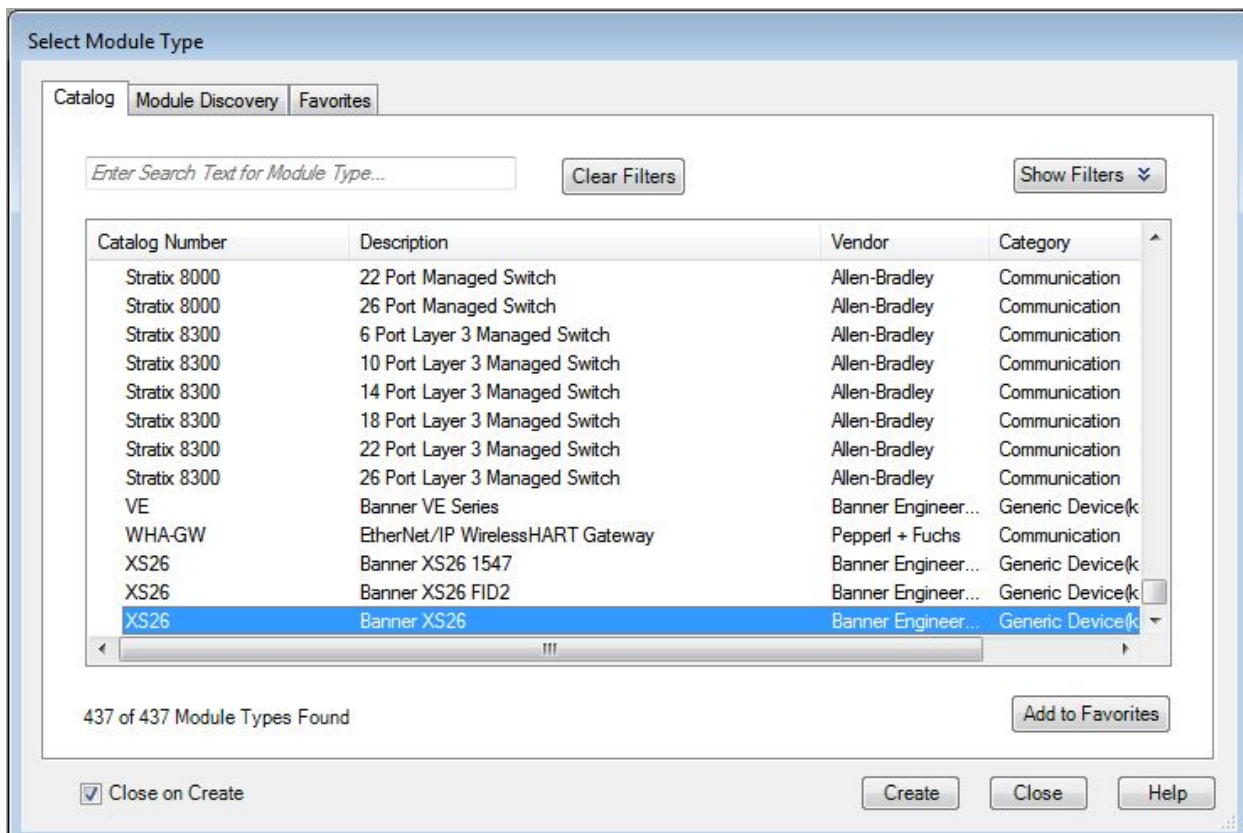 Select Module Type
Catalog Module Discovery Favorites
Enter Search Text for Module Type... Clear Filters Show Filters
Catalog Number Description Vendor Category
Stratix 8000 22 Port Managed Switch Allen-Bradley Communication
Stratix 8000 26 Port Managed Switch Allen-Bradley Communication
Stratix 8300 6 Port Layer 3 Managed Switch Allen-Bradley Communication
Stratix 8300 10 Port Layer 3 Managed Switch Allen-Bradley Communication
Stratix 8300 14 Port Layer 3 Managed Switch Allen-Bradley Communication
Stratix 8300 18 Port Layer 3 Managed Switch Allen-Bradley Communication
Stratix 8300 22 Port Layer 3 Managed Switch Allen-Bradley Communication
Stratix 8300 26 Port Layer 3 Managed Switch Allen-Bradley Communication
VE Banner VE Series Banner Engineer... Generic Device(k
WHA-GW EtherNet/IP WirelessHART Gateway Pepperl + Fuchs Communication
XS26 Banner XS26 1547 Banner Engineer... Generic Device(k
XS26 Banner XS26 FID2 Banner Engineer... Generic Device(k
XS26 Banner XS26 Banner Engineer... Generic Device(k
437 of 437 Module Types Found Add to Favorites
Close on Create Create Close Help